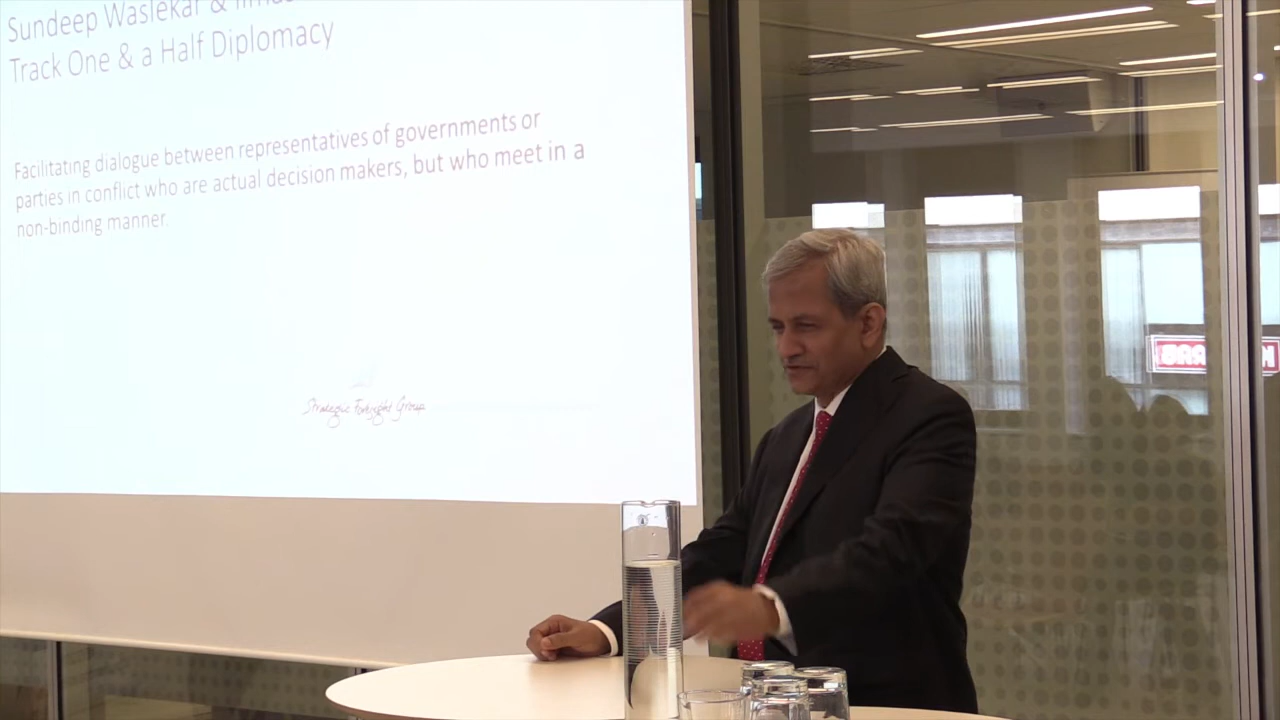 Sundeep Waslekar &
Track One & a Half Diplomacy
Facilitating dialogue between representatives of governments or
parties in conflict who are actual decision makers, but who meet in a
non-binding manner.
Strategic Foresight Group